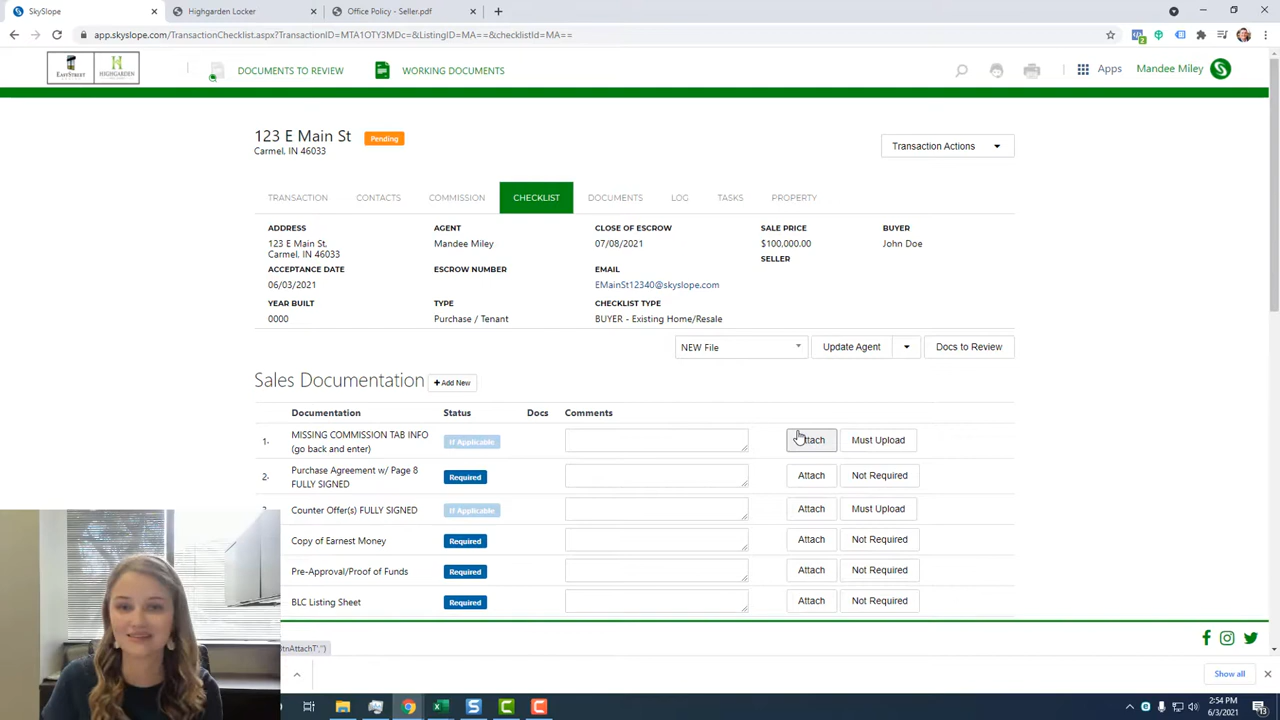 SkySlope
Highgarden Locker
Office Policy - Seller.pdf
app.skyslope.com/TransactionChecklist.aspx?TransactionID=MTA1OTY3MDc=&ListingID=MA==&checklistId=MA==
EASTSTREET
HIGHGARDEN
DOCUMENTS TO REVIEW
WORKING DOCUMENTS
Apps
Mandee Miley
123 E Main St
Pending
Carmel, IN 46033
Transaction Actions
TRANSACTION
CONTACTS
COMMISSION
CHECKLIST
DOCUMENTS
LOG
TASKS
PROPERTY
ADDRESS
AGENT
CLOSE OF ESCROW
SALE PRICE
BUYER
123 E Main St,
Carmel, IN 46033
Mandee Miley
07/08/2021
$100,000.00
John Doe
SELLER
ACCEPTANCE DATE
ESCROW NUMBER
EMAIL
06/03/2021
EMainSt12340@skyslope.com
YEAR BUILT
TYPE
CHECKLIST TYPE
0000
Purchase / Tenant
BUYER - Existing Home/Resale
NEW File
Update Agent
Docs to Review
Sales Documentation
+ Add New
Documentation
Status
Docs
Comments
1-
MISSING COMMISSION TAB INFO
(go back and enter)
If Applicable
Must Upload
2-
Purchase Agreement w/ Page 8
FULLY SIGNED
Required
Attach
Not Required
Counter Offer(s) FULLY SIGNED
If Applicable
Attach
Must Upload
Copy of Earnest Money
Required
Attach
Not Required
Pre-Approval/Proof of Funds
Required
Attach
Not Required
BLC Listing Sheet
Required
Attach
Not Required
Show all
2:54 PM
6/3/2021